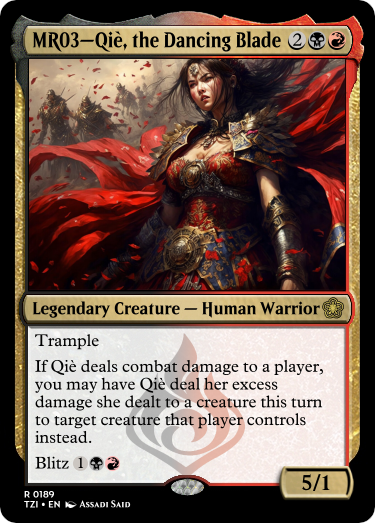 MR03—Qiè, the Dancing Blade 2
Legendary Creature — Human Warrior
Trample
If Qiè deals combat damage to a player,
you may have Qiè deal her excess
damage she dealt to a creature this turn
to target creature that player controls
instead.
Blitz 1
5/1
R 0189
TZI • EN Assadi Said